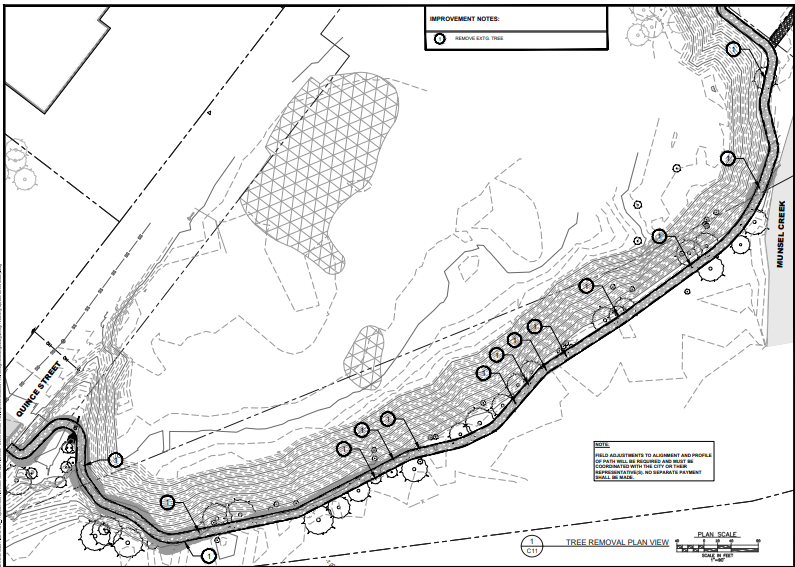 IMPROVEMENT NOTES:
1 REMOVE EXTG. TREE
MUNSEL CREEK
QUINCE STREET
NOTE:
FIELD ADJUSTMENTS TO ALIGNMENT AND PROFILE
OF PATH WILL BE REQUIRED AND MUST BE
COORDINATED WITH THE CITY OR THEIR
REPRESENTATIVE(S). NO SEPARATE PAYMENT
SHALL BE MADE.
1
C11
TREE REMOVAL PLAN VIEW
PLAN SCALE
SCALE IN FEET